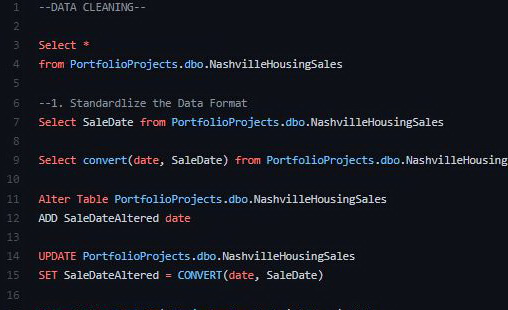 1 --DATA CLEANING--
2
3 Select *
4 from PortfolioProjects.dbo.NashvilleHousingSales
5
6 --1. Standardlize the Data Format
7 Select SaleDate from PortfolioProjects.dbo.NashvilleHousingSales
8
9 Select convert(date, SaleDate) from PortfolioProjects.dbo.NashvilleHousing
10
11 Alter Table PortfolioProjects.dbo.NashvilleHousingSales
12 ADD SaleDateAltered date
13
14 UPDATE PortfolioProjects.dbo.NashvilleHousingSales
15 SET SaleDateAltered = CONVERT(date, SaleDate)
16